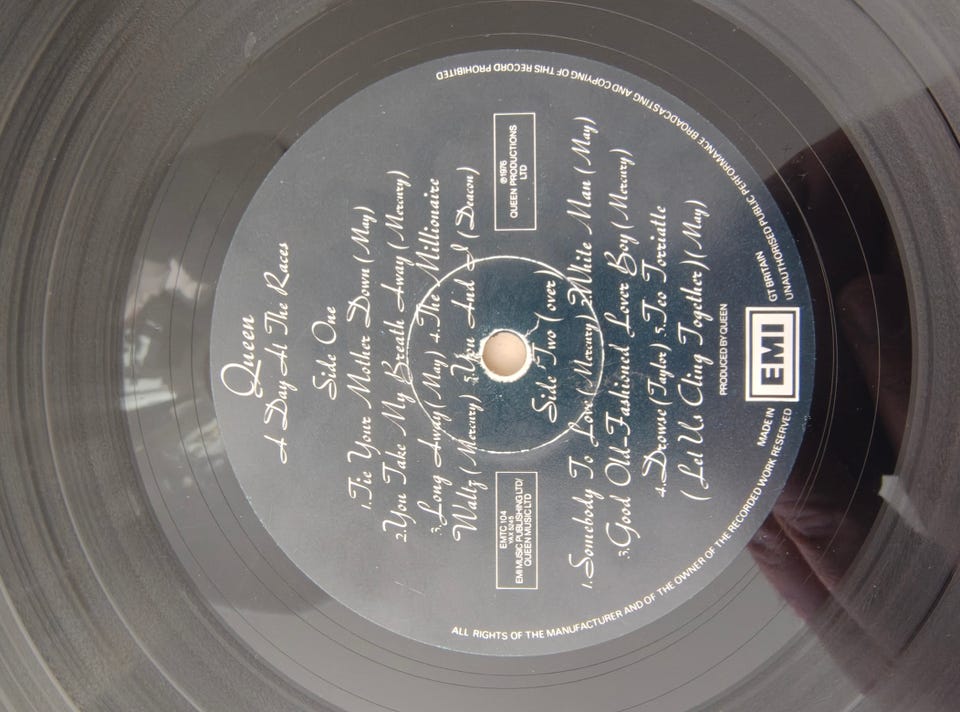 Queen
A Day At The Races
Side One
1. Tie Your Mother Down (May)
2. You Take My Breath Away (Mercury)
3. Long Away (May) 4. The Millionaire
Waltz (Mercury) 5. You And I (Deacon)
EMTC 104
YAX 5245
EMI MUSIC PUBLISHING LTD/
QUEEN MUSIC LTD
℗1976
QUEEN PRODUCTIONS
LTD
Side Two (over)
1. Somebody To Love (Mercury) 2. White Man (May)
3. Good Old-Fashioned Lover Boy (Mercury)
4. Drowse (Taylor) 5. Teo Torriatte
(Let Us Cling Together) (May)
PRODUCED BY QUEEN
MADE IN
EMI
GT BRITAIN
ALL RIGHTS OF THE MANUFACTURER AND OF THE OWNER OF THE RECORDED WORK RESERVED
UNAUTHORISED PUBLIC PERFORMANCE BROADCASTING AND COPYING OF THIS RECORD PROHIBITED